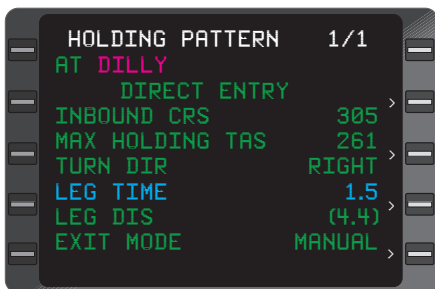 HOLDING PATTERN 1/1
AT DILLY
DIRECT ENTRY
>
INBOUND CRS 305
MAX HOLDING TAS 261
>
TURN DIR RIGHT
LEG TIME 1.5
LEG DIS (4.4)
EXIT MODE MANUAL
>